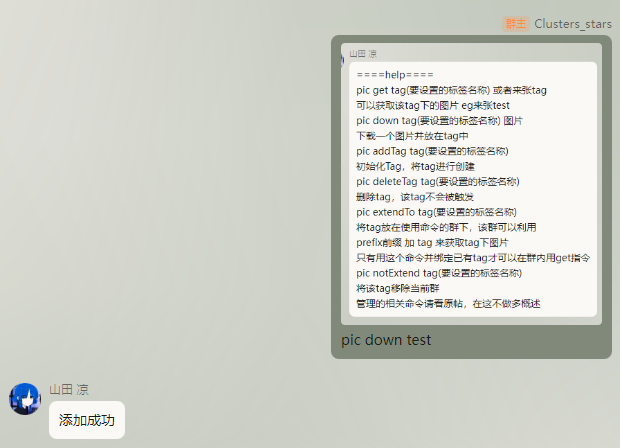 群主 Clusters_stars
山田 凉
====help====
pic get tag(要设置的标签名称) 或者来张tag
可以获取该tag下的图片 eg来张test
pic down tag(要设置的标签名称) 图片
下载一个图片并放在tag中
pic addTag tag(要设置的标签名称)
初始化Tag，将tag进行创建
pic deleteTag tag(要设置的标签名称)
删除tag，该tag不会被触发
pic extendTo tag(要设置的标签名称)
将tag放在使用命令的群下，该群可以利用
prefix前缀 加 tag 来获取tag下图片
只有用这个命令并绑定已有tag才可以在群内用get指令
pic notExtend tag(要设置的标签名称)
将该tag移除当前群
管理的相关命令请看原帖，在这不做多概述
pic down test
山田 凉
添加成功